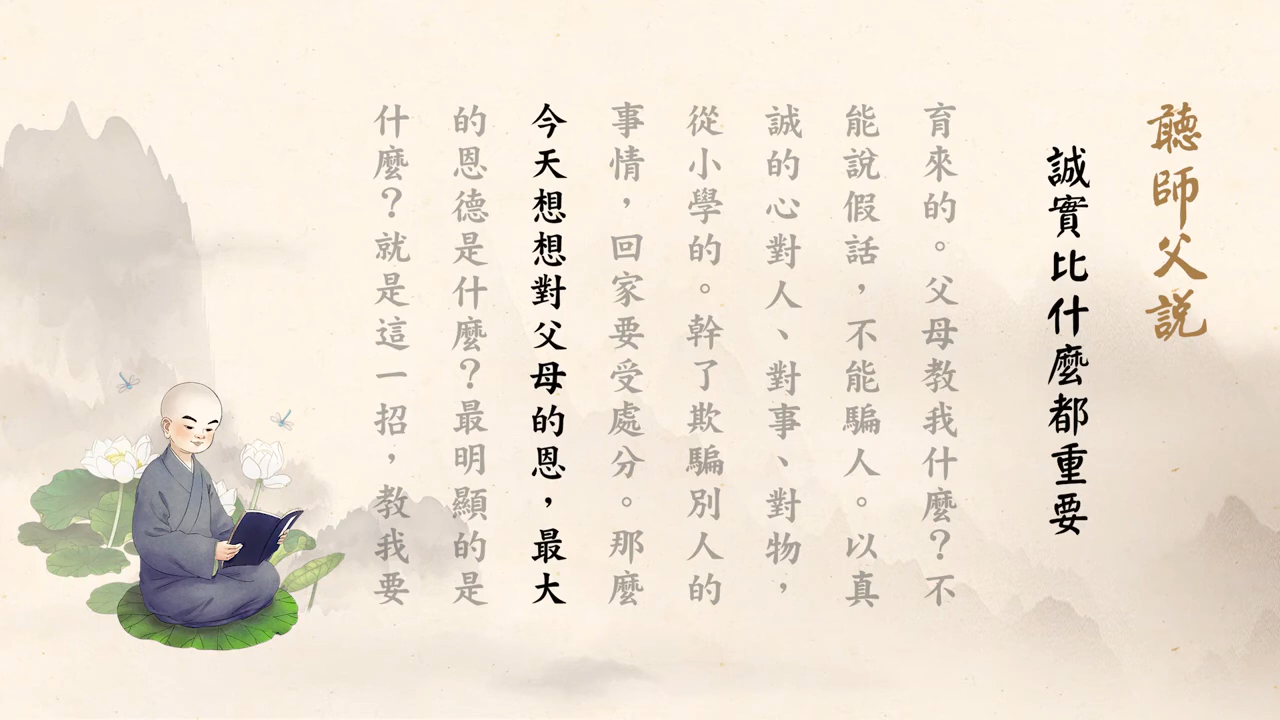 聽師父説
誠實比什麼都重要
育來的。父母教我什麼？不
能說假話，不能騙人。以真
誠的心對人、對事、對物，
從小學的。幹了欺騙別人的
事情，回家要受處分。那麼
今天想想對父母的恩，最大
的恩德是什麼？最明顯的是
什麼？就是這一招，教我要